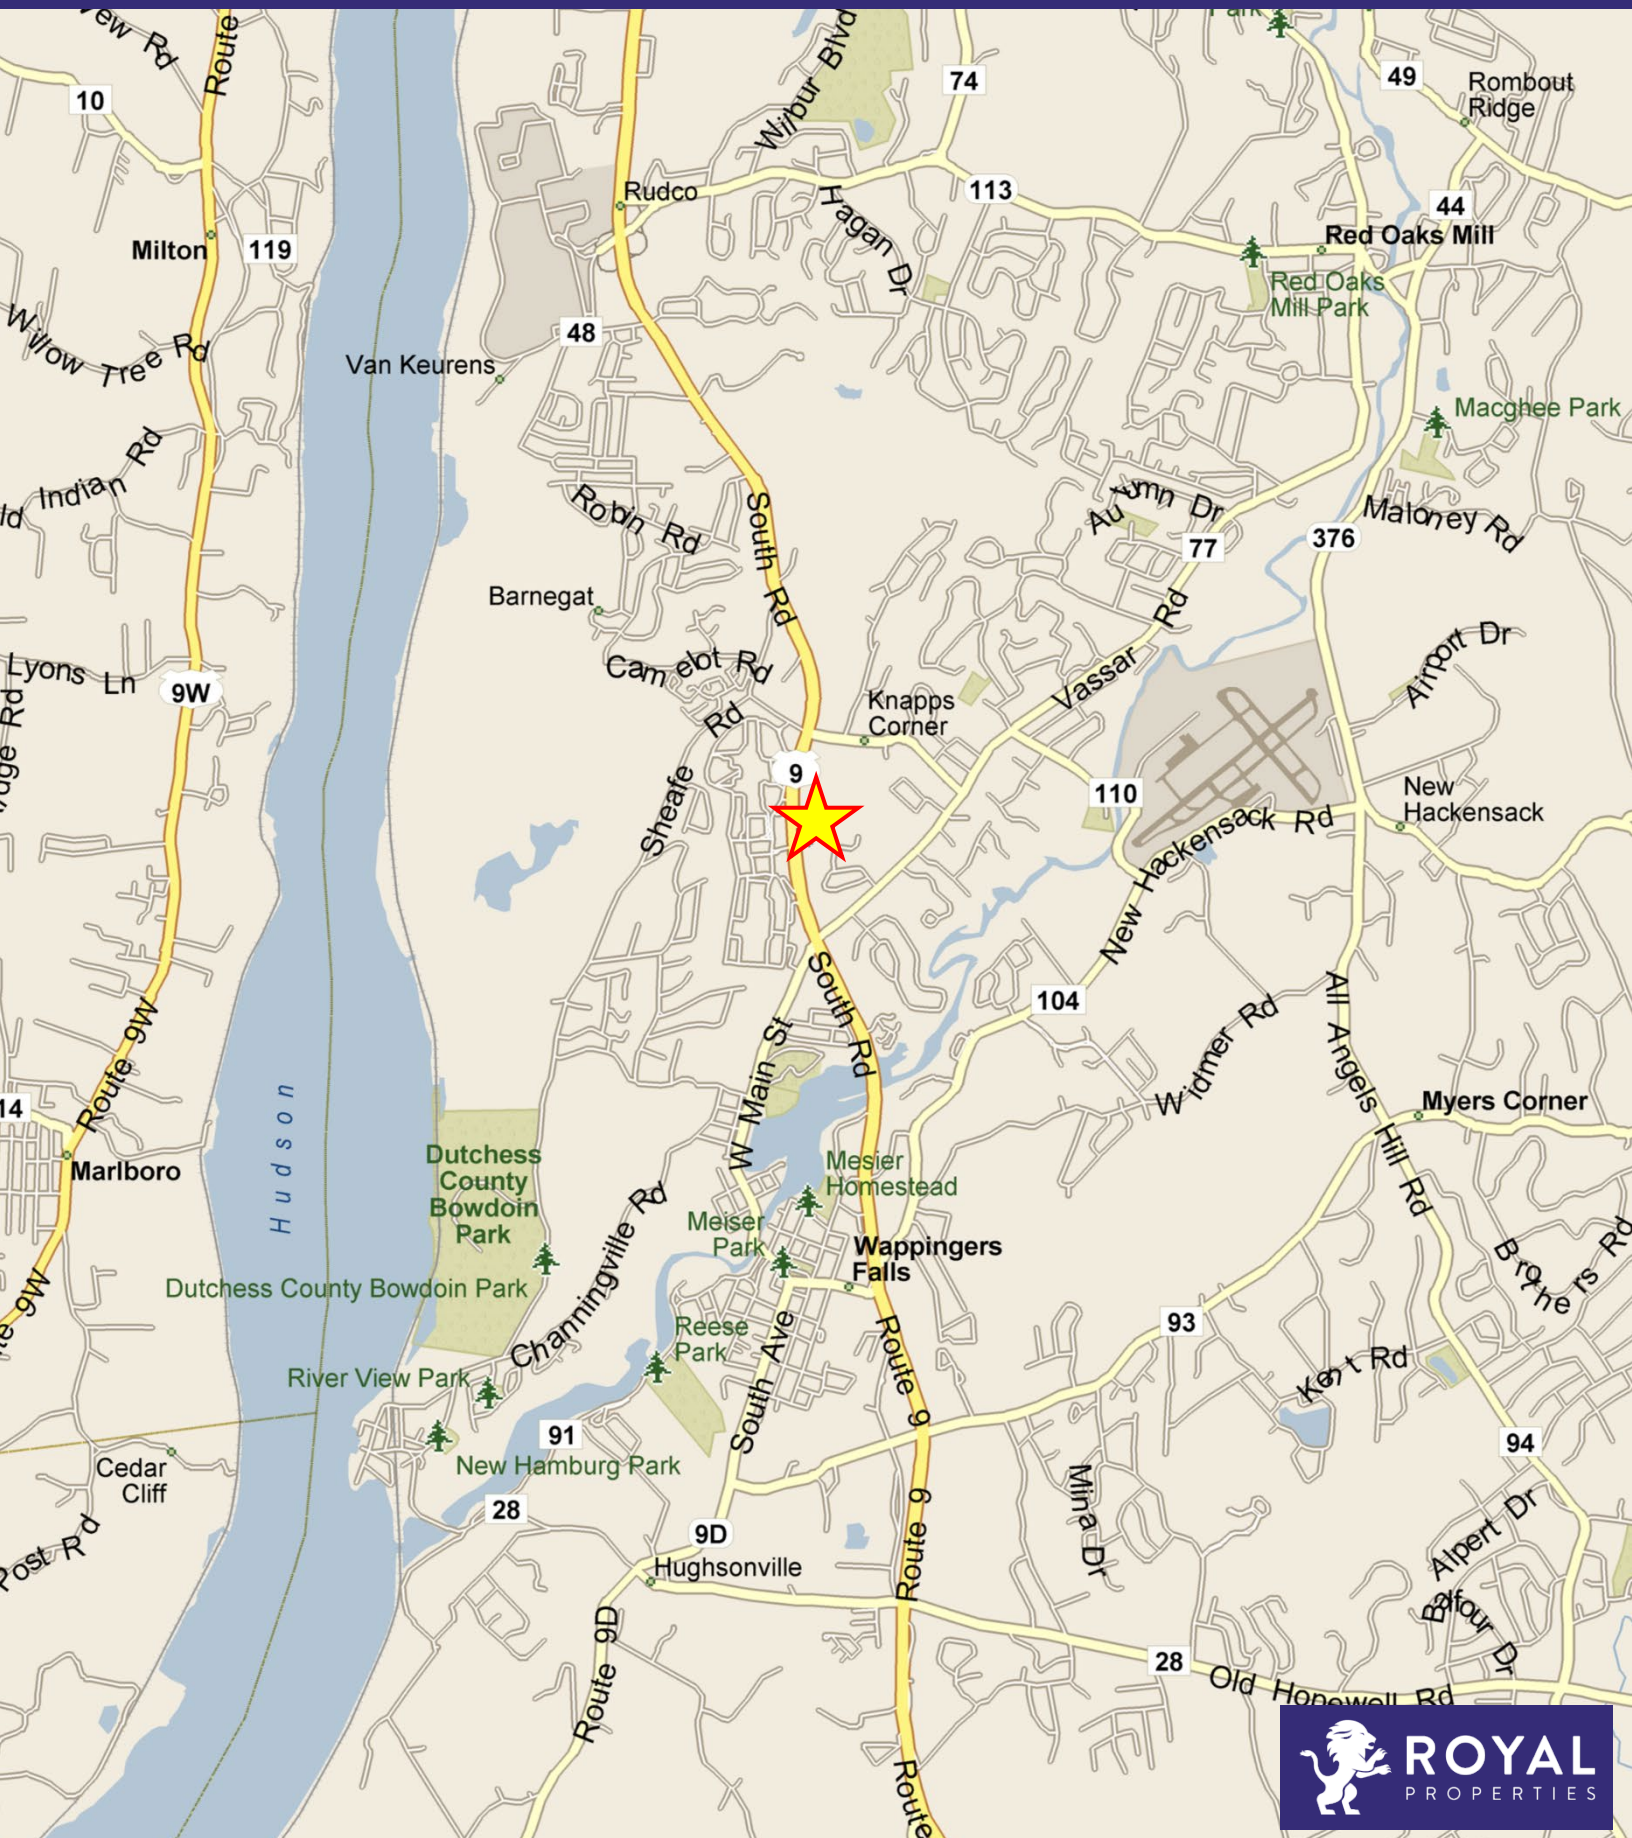 Park
Rd
Route
Wilbur Blvd
74
49
Rombout
Ridge
10
Rudco
113
Hagan Dr
44
Red Oaks Mill
Milton
119
Red Oaks
Mill Park
Willow Tree Rd
48
Van Keurens
Macghee Park
Indian Rd
Robin Rd
South Rd
Autumn Dr
77
376
Maloney Rd
Barnegat
Camelot Rd
Airport Dr
Lyons Ln
9W
Vassar Rd
Knapps
Corner
Rd
Sheafe Rd
9
110
New
Hackensack
New Hackensack Rd
South Rd
104
Widmer Rd
All Angels Hill Rd
Route 9W
W Main St
14
Hudson
Myers Corner
Marlboro
Dutchess
County
Bowdoin
Park
Mesier
Homestead
Channingville Rd
Meiser
Park
Wappingers
Falls
Brothers Rd
Dutchess County Bowdoin Park
9W
93
Reese
Park
Route 9
Kent Rd
River View Park
South Ave
91
94
New Hamburg Park
Cedar
Cliff
Mina Dr
28
Route 9
Alpert Dr
9D
Post Rd
Hughsonville
Balfour Dr
Route 9D
28
Old Hopewell Rd
Route
ROYAL
PROPERTIES